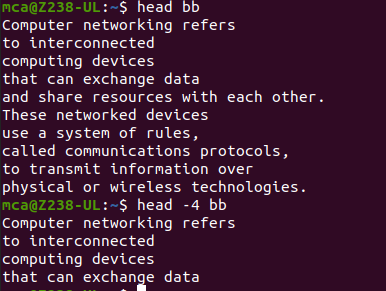 mca@Z238-UL:~$ head bb
Computer networking refers
to interconnected
computing devices
that can exchange data
and share resources with each other.
These networked devices
use a system of rules,
called communications protocols,
to transmit information over
physical or wireless technologies.
mca@Z238-UL:~$ head -4 bb
Computer networking refers
to interconnected
computing devices
that can exchange data